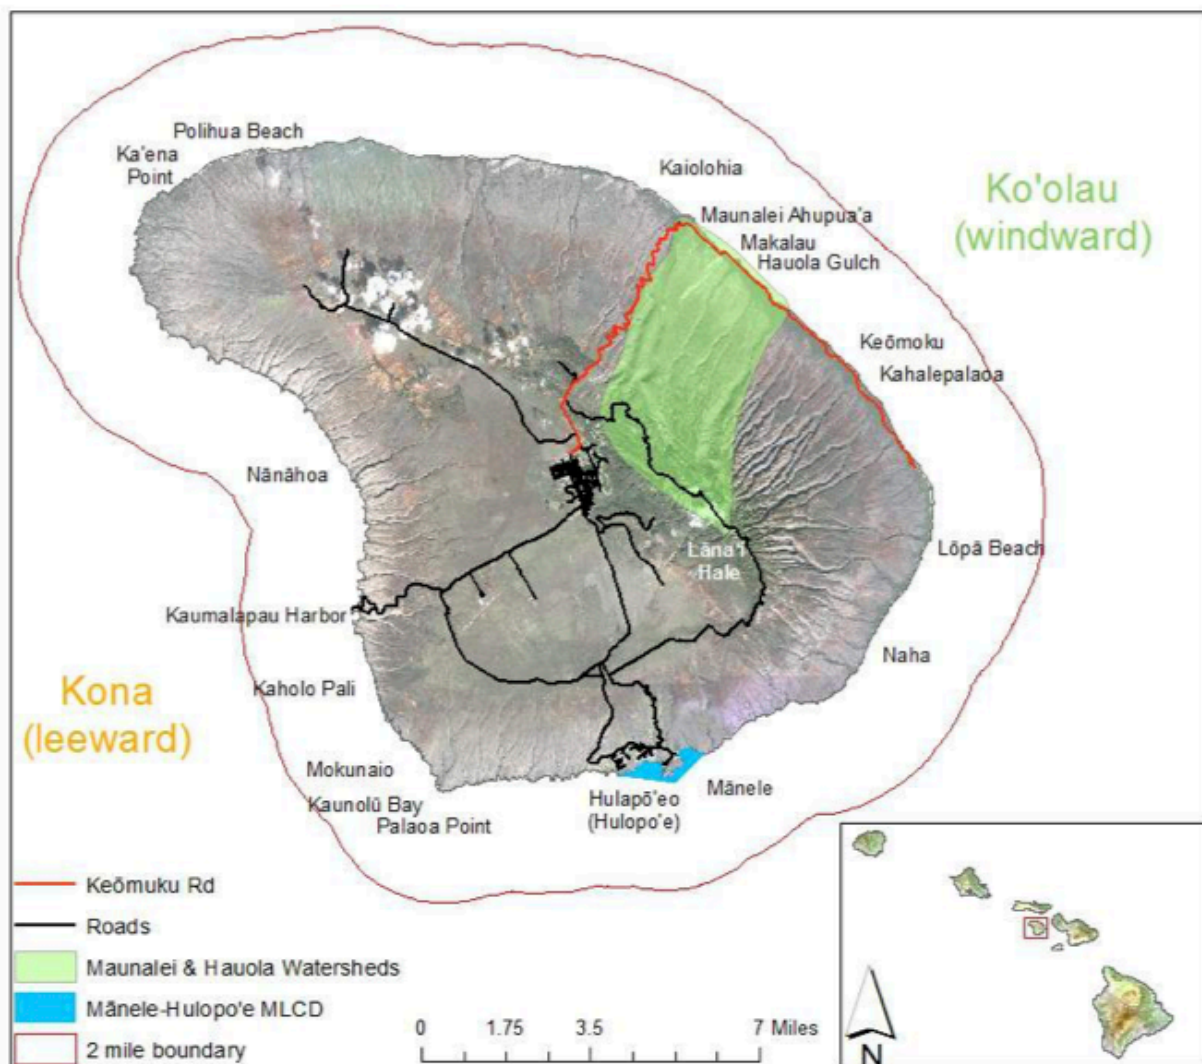 Polihua Beach
Ka'ena
Point
Kaiolohia
Ko'olau
(windward)
Maunalei Ahupua'a
Makalau
Hauola Gulch
Keōmoku
Kahalepalaoa
Nānāhoa
Lāna'i
Hale
Lōpā Beach
Kaumalapau Harbor
Naha
Kona
(leeward)
Kaholo Pali
Mokunaio
Kaunolū Bay
Palaoa Point
Hulapō'eo
(Hulopo'e)
Mānele
Keōmuku Rd
Roads
Maunalei & Hauola Watersheds
Mānele-Hulopo'e MLCD
2 mile boundary
0 1.75 3.5 7 Miles
N